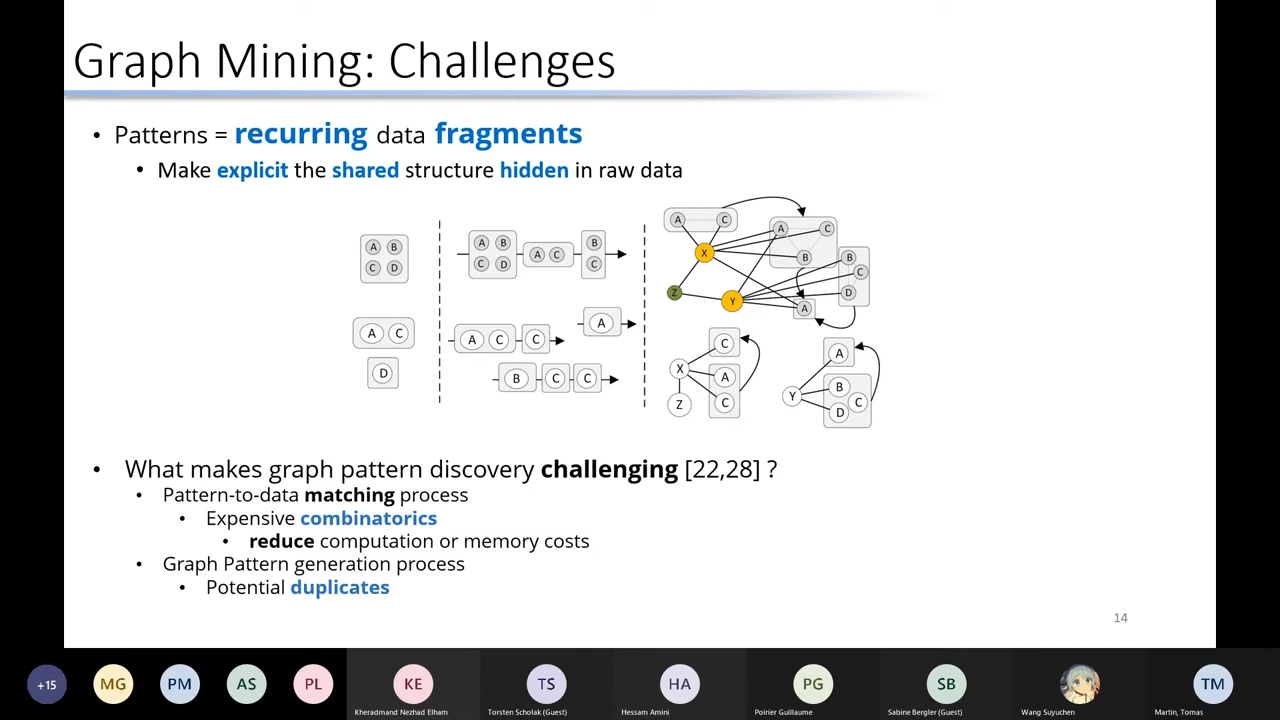 Graph Mining: Challenges
• Patterns = recurring data fragments
• Make explicit the shared structure hidden in raw data
A B
C D
A C
D
A B
C D
A C
B
C
A
A C C
B C C
A C
A C
B
B
C
D
A
X
Z
Y
C
X
A
Z
C
A
B
Y
C
D
• What makes graph pattern discovery challenging [22,28] ?
• Pattern-to-data matching process
• Expensive combinatorics
• reduce computation or memory costs
• Graph Pattern generation process
• Potential duplicates
14
+15 MG PM AS PL KE TS HA PG SB TM
Kheradmand Nezhad Elham Torsten Scholak (Guest) Hessam Amini Poirier Guillaume Sabine Bergler (Guest) Wang Suyuchen Martin, Tomas